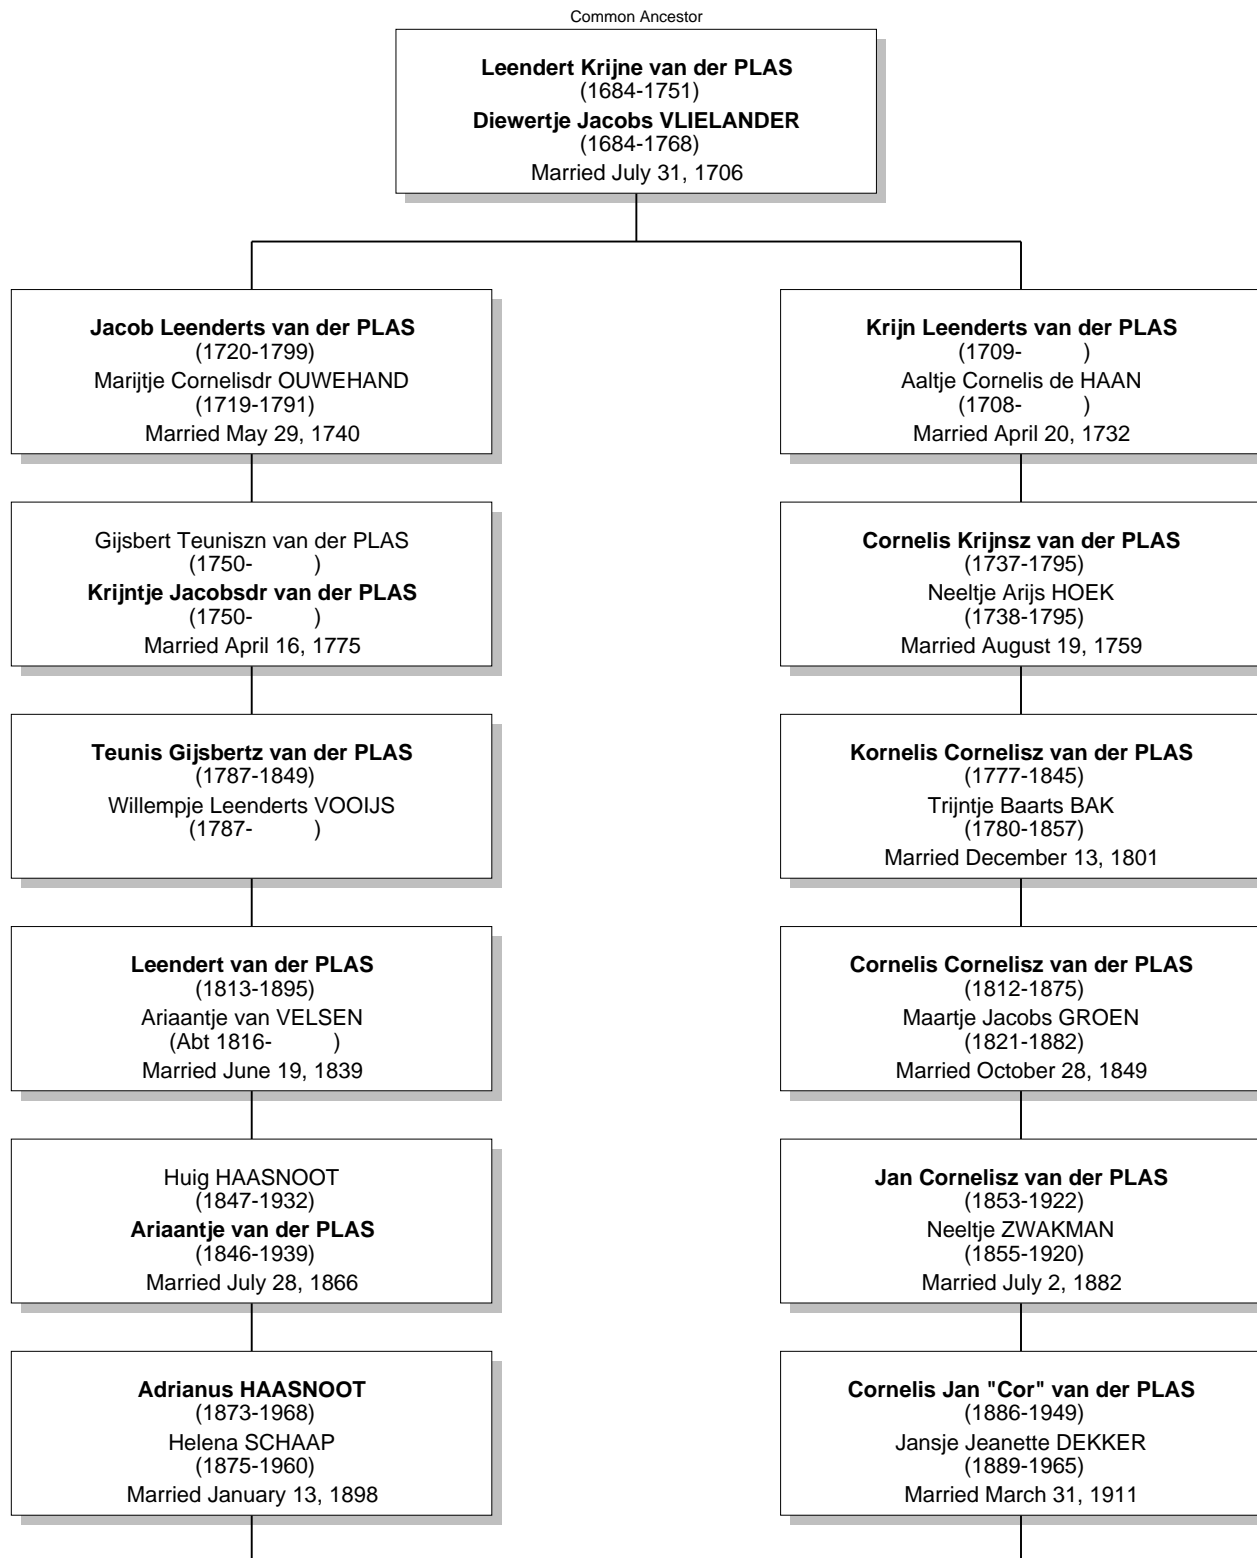 Common Ancestor
Leendert Krijne van der PLAS
(1684-1751)
Diewertje Jacobs VLIELANDER
(1684-1768)
Married July 31, 1706
Jacob Leenderts van der PLAS
(1720-1799)
Marijtje Cornelisdr OUWEHAND
(1719-1791)
Married May 29, 1740
Krijn Leenderts van der PLAS
(1709- )
Aaltje Cornelis de HAAN
(1708- )
Married April 20, 1732
Gijsbert Teuniszn van der PLAS
(1750- )
Krijntje Jacobsdr van der PLAS
(1750- )
Married April 16, 1775
Cornelis Krijnsz van der PLAS
(1737-1795)
Neeltje Arijs HOEK
(1738-1795)
Married August 19, 1759
Teunis Gijsbertz van der PLAS
(1787-1849)
Willempje Leenderts VOOIJS
(1787- )
Kornelis Cornelisz van der PLAS
(1777-1845)
Trijntje Baarts BAK
(1780-1857)
Married December 13, 1801
Leendert van der PLAS
(1813-1895)
Ariaantje van VELSEN
(Abt 1816- )
Married June 19, 1839
Cornelis Cornelisz van der PLAS
(1812-1875)
Maartje Jacobs GROEN
(1821-1882)
Married October 28, 1849
Huig HAASNOOT
(1847-1932)
Ariaantje van der PLAS
(1846-1939)
Married July 28, 1866
Jan Cornelisz van der PLAS
(1853-1922)
Neeltje ZWAKMAN
(1855-1920)
Married July 2, 1882
Adrianus HAASNOOT
(1873-1968)
Helena SCHAAP
(1875-1960)
Married January 13, 1898
Cornelis Jan "Cor" van der PLAS
(1886-1949)
Jansje Jeanette DEKKER
(1889-1965)
Married March 31, 1911